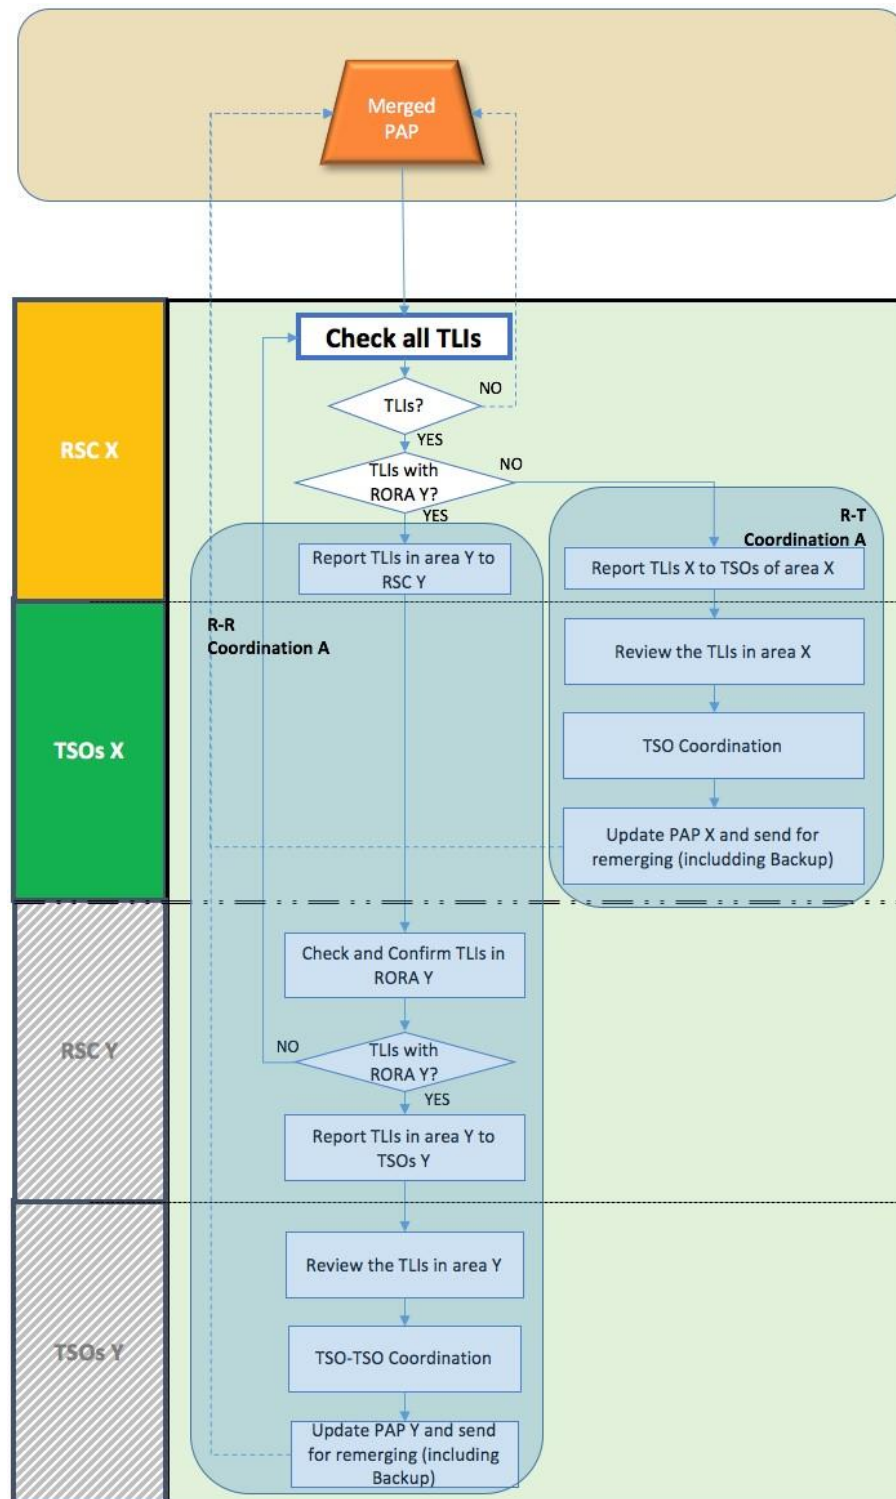 Merged
PAP
Check all TLIs
NO
TLIs?
YES
RSC X
TLIs with
RORA Y?
NO
YES
R-T
Coordination A
Report TLIs in area Y to
RSC Y
Report TLIs X to TSOs of area X
R-R
Coordination A
Review the TLIs in area X
TSOs X
TSO Coordination
Update PAP X and send for
remerging (includding Backup)
Check and Confirm TLIs in
RORA Y
RSC Y
NO
TLIs with
RORA Y?
YES
Report TLIs in area Y to
TSOs Y
Review the TLIs in area Y
TSOs Y
TSO-TSO Coordination
Update PAP Y and send
for remerging (including
Backup)